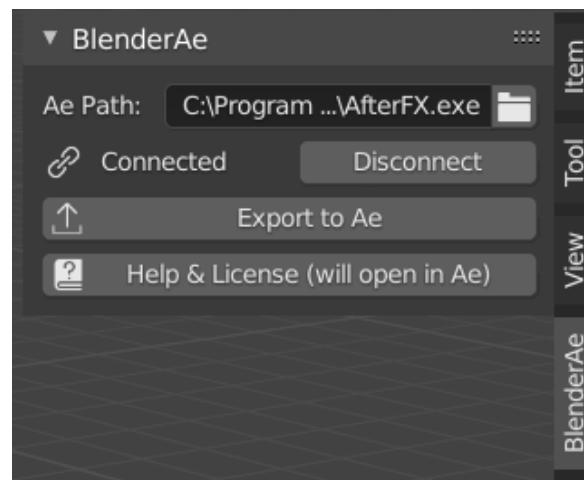 BlenderAe
Ae Path: C:\Program ...\AfterFX.exe
Connected Disconnect
Export to Ae
Help & License (will open in Ae)
Item
Tool
View
BlenderAe